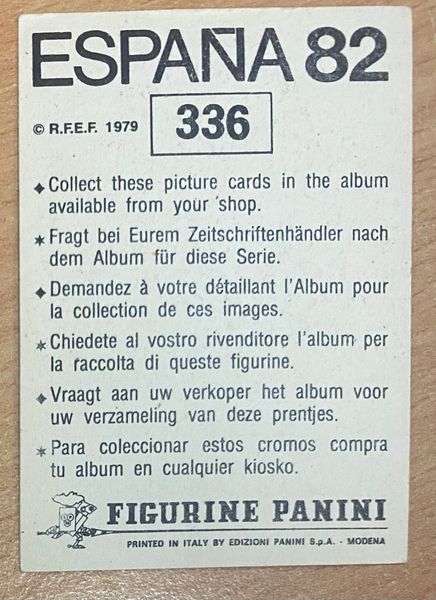 ESPAÑA 82
© R.F.E.F. 1979
336
◆ Collect these picture cards in the album
available from your shop.
✶ Fragt bei Eurem Zeitschriftenhändler nach
dem Album für diese Serie.
◆ Demandez à votre détaillant l'Album pour
la collection de ces images.
✶ Chiedete al vostro rivenditore l'album per
la raccolta di queste figurine.
◆ Vraagt aan uw verkoper het album voor
uw verzameling van deze prentjes.
✶ Para coleccionar estos cromos compra
tu album en cualquier kiosko.
FIGURINE PANINI
PRINTED IN ITALY BY EDIZIONI PANINI S.p.A. - MODENA